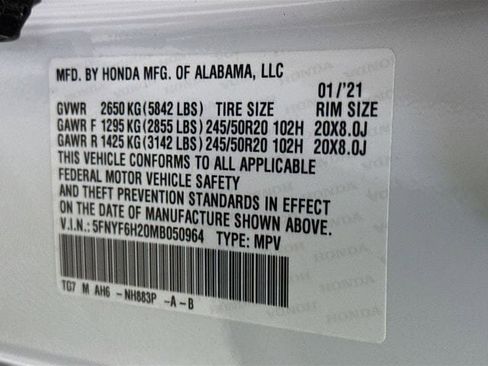 MFD. BY HONDA MFG. OF ALABAMA, LLC
01 /'21
GVWR 2650 KG (5842 LBS) TIRE SIZE RIM SIZE
GAWR F 1295 KG (2855 LBS) 245/50R20 102H 20X8.0J
GAWR R 1425 KG (3142 LBS) 245/50R20 102H 20X8.0J
THIS VEHICLE CONFORMS TO ALL APPLICABLE
FEDERAL MOTOR VEHICLE SAFETY
AND THEFT PREVENTION STANDARDS IN EFFECT
ON THE DATE OF MANUFACTURE SHOWN ABOVE.
V.I.N.: 5FNYF6H20MB050964 TYPE: MPV
TG7 M AH6 - NH883P -A - B